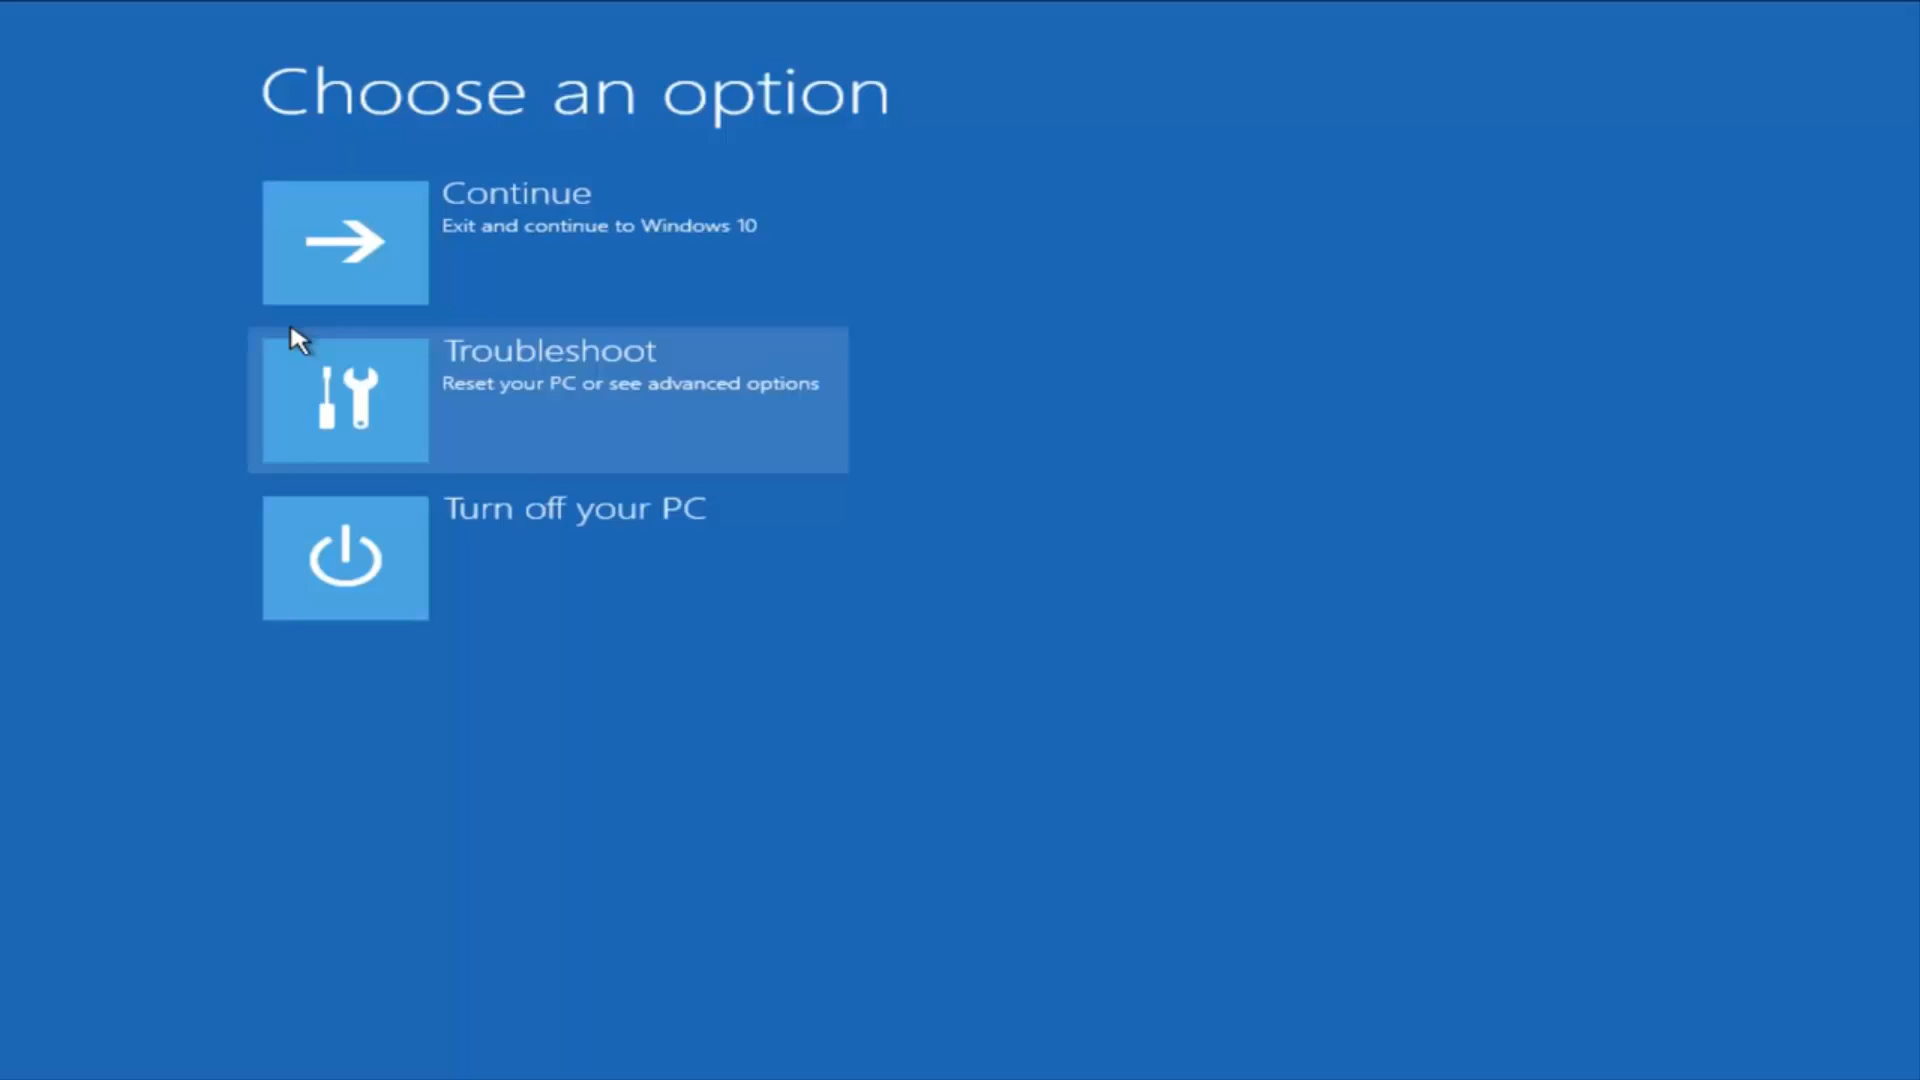 Choose an option
Continue
Exit and continue to Windows 10
Troubleshoot
Reset your PC or see advanced options
Turn off your PC